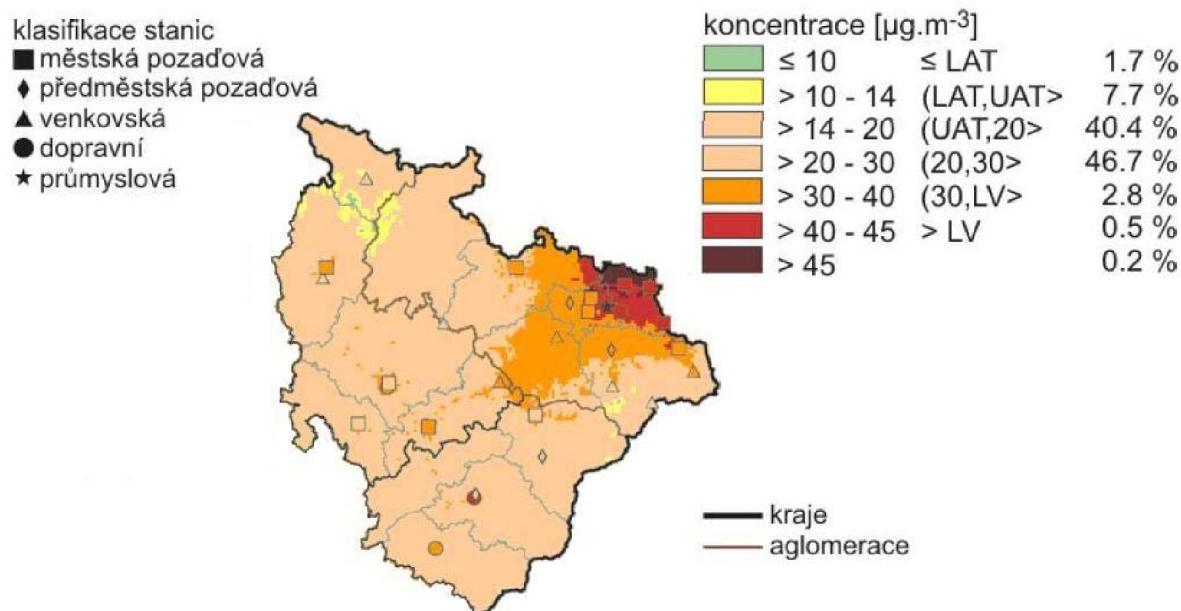 klasifikace stanic
městská pozaďová
předměstská pozaďová
venkovská
dopravní
průmyslová
koncentrace [µg.m-3]
≤ 10 ≤ LAT 1.7 %
> 10 - 14 (LAT,UAT> 7.7 %
> 14 - 20 (UAT,20> 40.4 %
> 20 - 30 (20,30> 46.7 %
> 30 - 40 (30,LV> 2.8 %
> 40 - 45 > LV 0.5 %
> 45 0.2 %
kraje
aglomerace